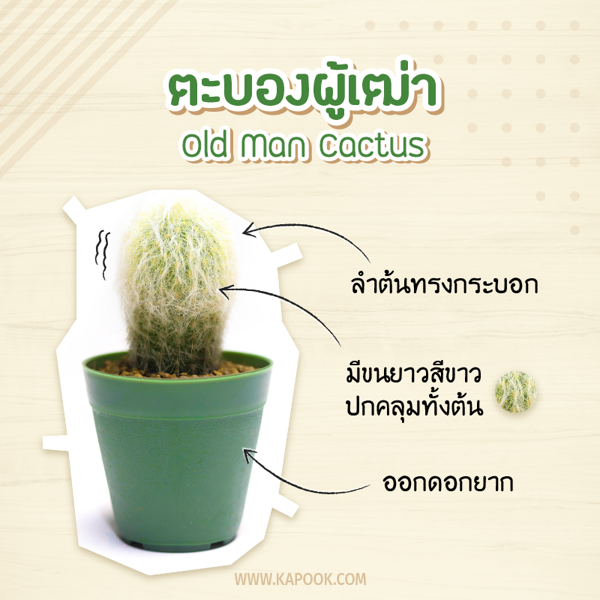 ตะบองผู้เฒ่า
Old Man Cactus
ลำต้นทรงกระบอก
มีขนยาวสีขาว
ปกคลุมทั้งต้น
ออกดอกยาก
WWW.KAPOOK.COM